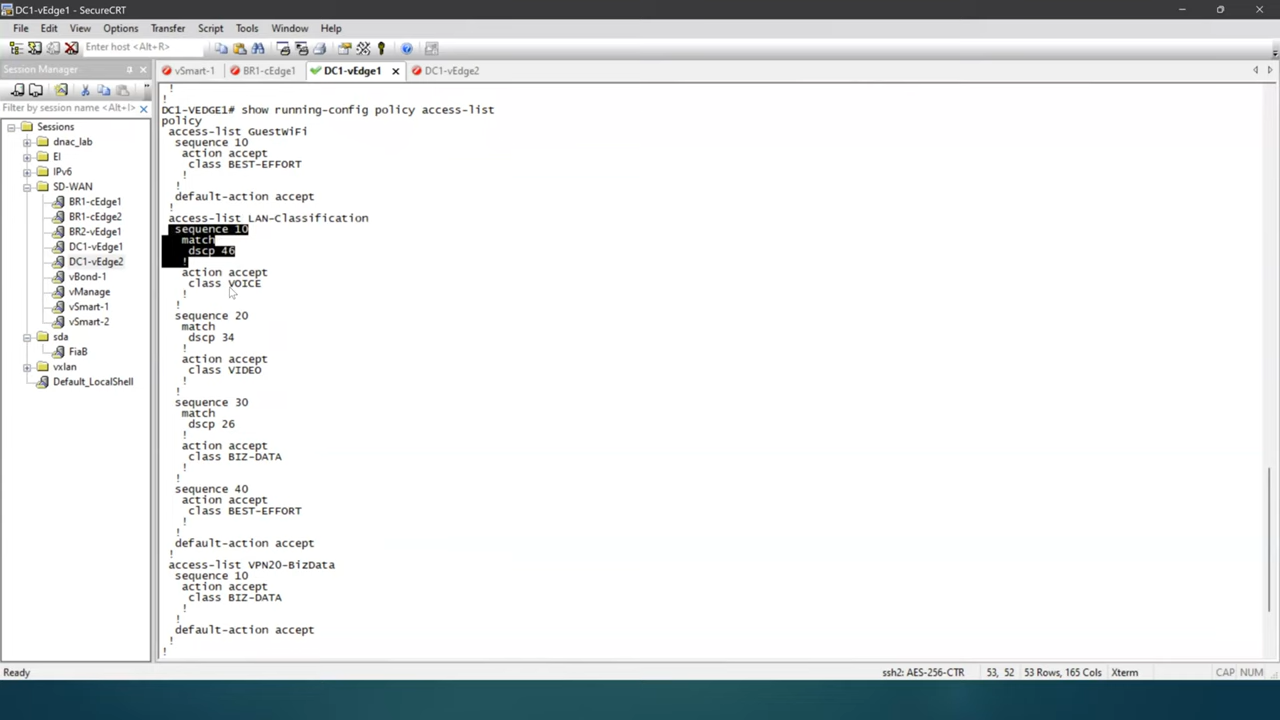 DC1-vEdge1 - SecureCRT
File Edit View Options Transfer Script Tools Window Help
Enter host <Alt+R>
Session Manager
vSmart-1 BR1-cEdge1 DC1-vEdge1 DC1-vEdge2
Filter by session name <Alt+I>
Sessions
dnac_lab
EI
IPv6
SD-WAN
BR1-cEdge1
BR1-cEdge2
BR2-vEdge1
DC1-vEdge1
DC1-vEdge2
vBond-1
vManage
vSmart-1
vSmart-2
sda
FiaB
vxlan
Default_LocalShell
!
!
DC1-VEDGE1# show running-config policy access-list
policy
access-list GuestWiFi
sequence 10
action accept
class BEST-EFFORT
!
!
default-action accept
!
access-list LAN-Classification
sequence 10
match
dscp 46
!
action accept
class VOICE
!
!
sequence 20
match
dscp 34
!
action accept
class VIDEO
!
!
sequence 30
match
dscp 26
!
action accept
class BIZ-DATA
!
!
sequence 40
action accept
class BEST-EFFORT
!
!
default-action accept
!
access-list VPN20-BizData
sequence 10
action accept
class BIZ-DATA
!
!
default-action accept
!
!
Ready ssh2: AES-256-CTR 53, 52 53 Rows, 165 Cols Xterm CAP NUM